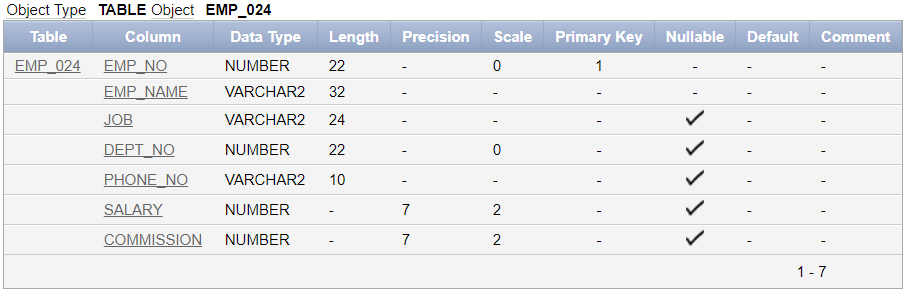 Object Type TABLE Object EMP_024
Table Column Data Type Length Precision Scale Primary Key Nullable Default Comment
EMP_024 EMP_NO NUMBER 22 - 0 1 - - -
EMP_NAME VARCHAR2 32 - - - - - -
JOB VARCHAR2 24 - - - ✓ - -
DEPT_NO NUMBER 22 - 0 - ✓ - -
PHONE_NO VARCHAR2 10 - - - ✓ - -
SALARY NUMBER - 7 2 - ✓ - -
COMMISSION NUMBER - 7 2 - ✓ - -
1 - 7